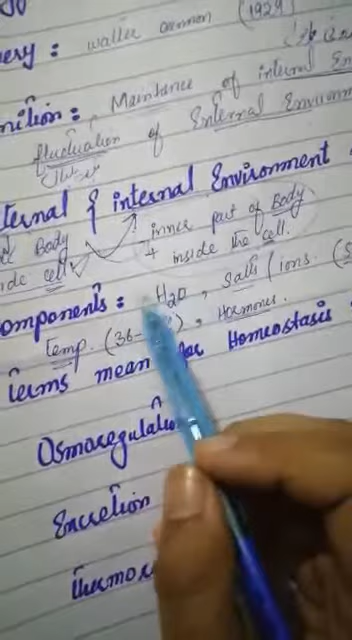 ery: walter cannon (1929)
nition: Maintance of internal En
fluctuation of External Environm
ternal & internal Environment
Body inner part of Body
ide cell + inside the cell.
omponents: H₂O, salts / ions. (S
Temp. (36- ), Hormones.
Terms mean for Homeostasis
Osmoregulation
Excretion
Thermo